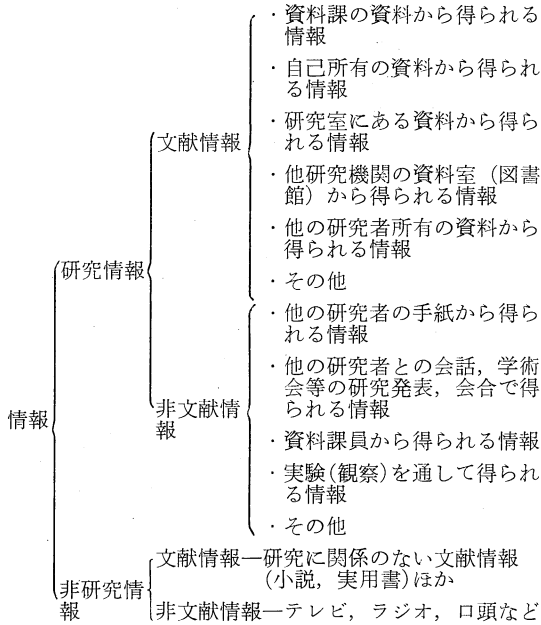 情報
研究情報
文献情報
・資料課の資料から得られる
情報
・自己所有の資料から得られ
る情報
・研究室にある資料から得ら
れる情報
・他研究機関の資料室（図書
館）から得られる情報
・他の研究者所有の資料から
得られる情報
・その他
非文献情
報
・他の研究者の手紙から得ら
れる情報
・他の研究者との会話，学術
会等の研究発表，会合で得
られる情報
・資料課員から得られる情報
・実験（観察）を通して得られ
る情報
・その他
非研究情
報
文献情報―研究に関係のない文献情報
（小説，実用書）ほか
非文献情報―テレビ，ラジオ，口頭など